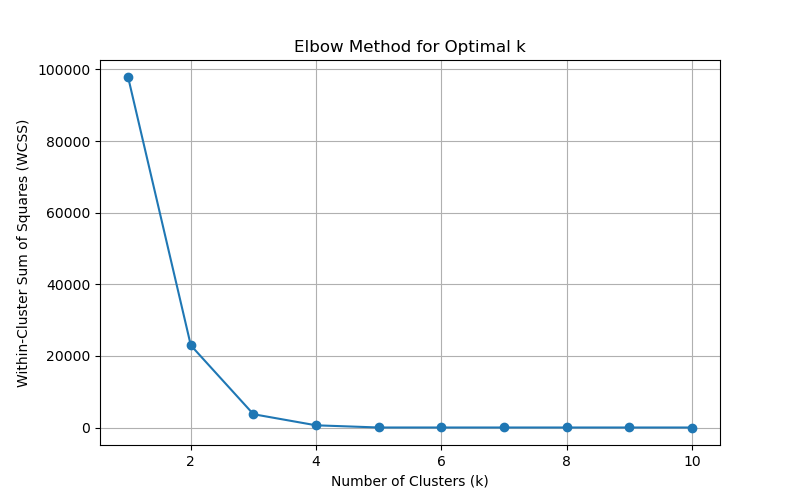 Elbow Method for Optimal k
Within-Cluster Sum of Squares (WCSS)
100000
80000
60000
40000
20000
0
2 4 6 8 10
Number of Clusters (k)